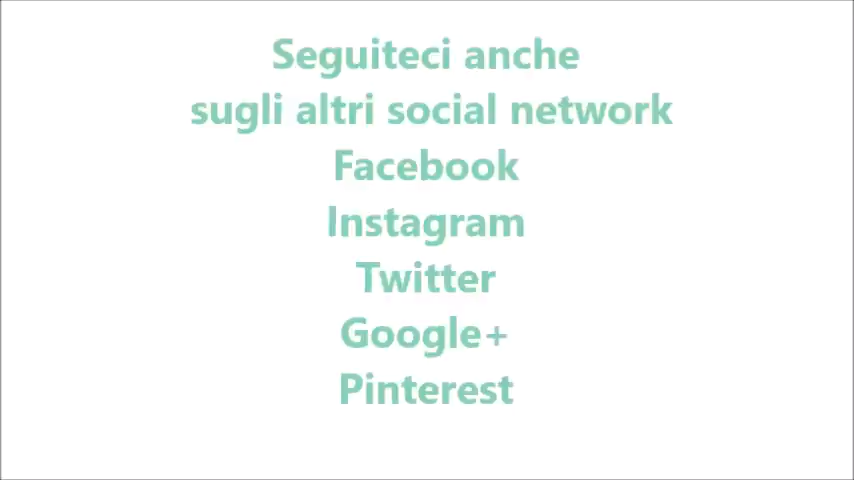 Seguiteci anche
sugli altri social network
Facebook
Instagram
Twitter
Google+
Pinterest